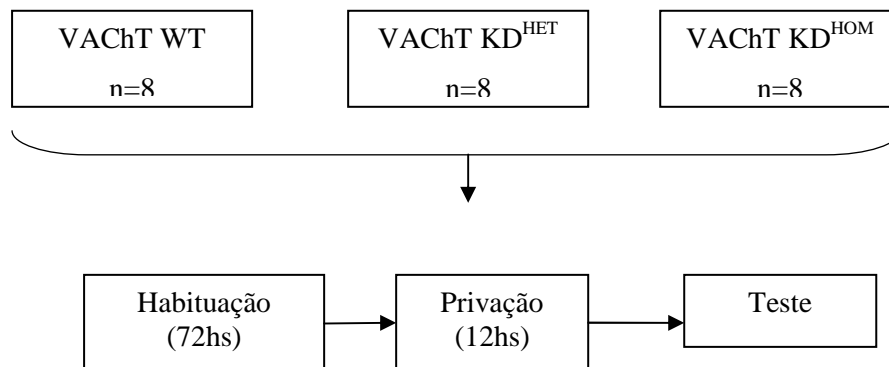 VAChT WT
n=8
VAChT KD^HET
n=8
VAChT KD^HOM
n=8
Habituação
(72hs)
Privação
(12hs)
Teste